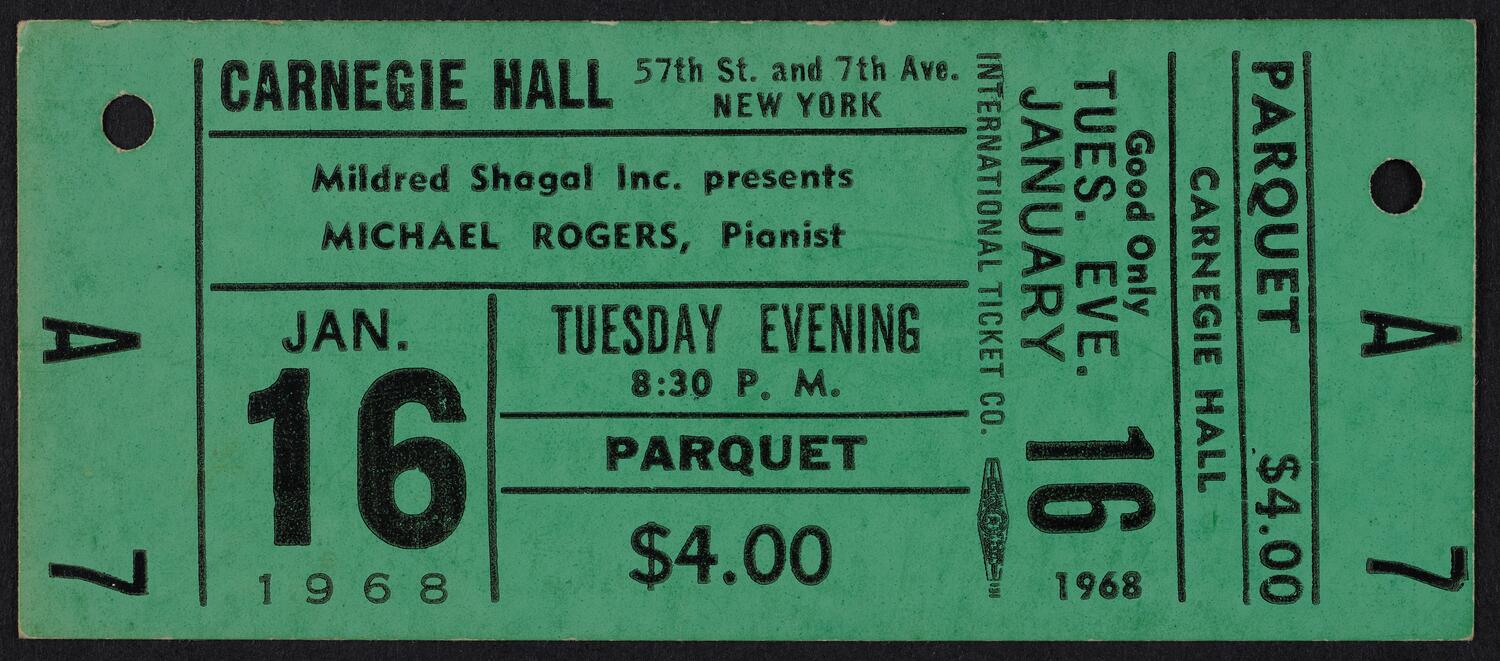 A
7
CARNEGIE HALL
57th St. and 7th Ave.
NEW YORK
Mildred Shagal Inc. presents
MICHAEL ROGERS, Pianist
JAN.
16
1968
TUESDAY EVENING
8:30 P. M.
PARQUET
$4.00
INTERNATIONAL TICKET CO.
Good Only
TUES. EVE.
JANUARY
16
1968
CARNEGIE HALL
PARQUET $4.00
A
7